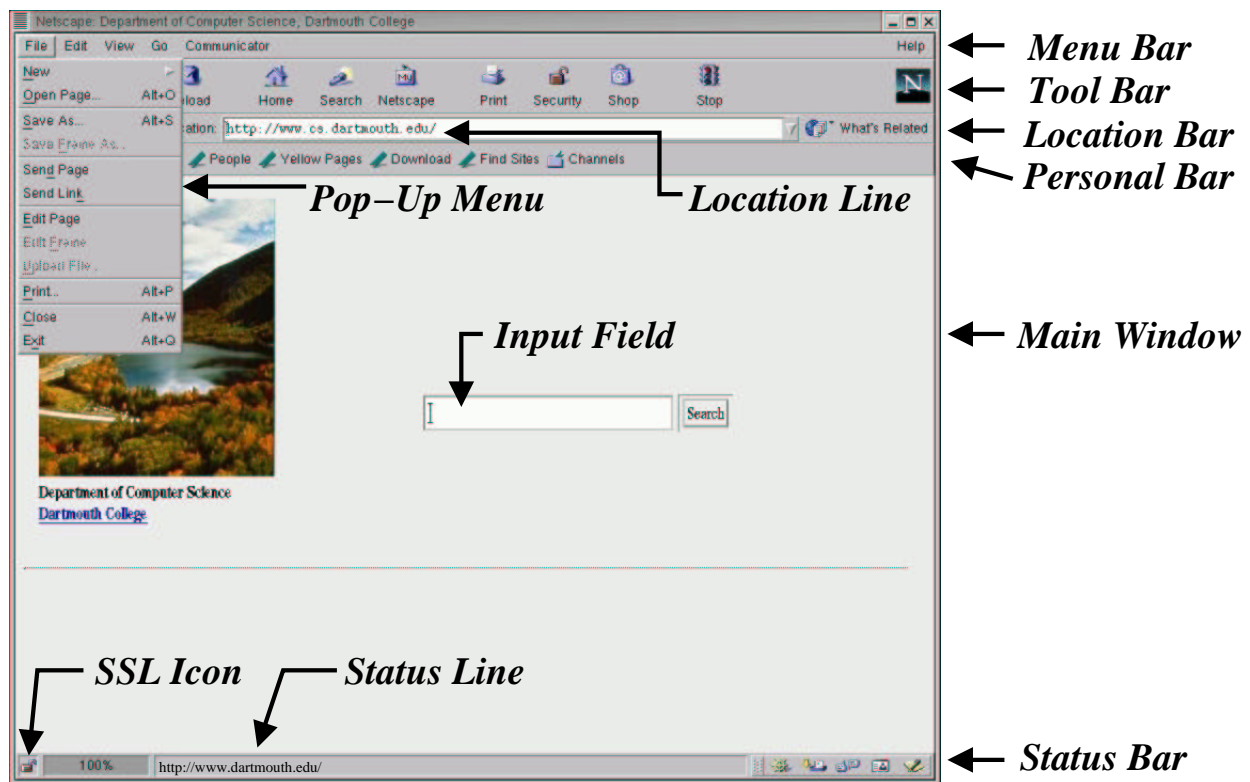 Netscape: Department of Computer Science, Dartmouth College
File Edit View Go Communicator Help
Menu Bar
New
Open Page... Alt+O
Save As... Alt+S
Save Frame As..
Send Page
Send Link
Edit Page
Edit Frame
Upload File..
Print... Alt+P
Close Alt+W
Exit Alt+Q
load Home Search My Netscape Print Security Shop Stop
N
Tool Bar
ation: http://www.cs.dartmouth.edu/ What's Related
Location Bar
People Yellow Pages Download Find Sites Channels
Personal Bar
Pop-Up Menu
Location Line
Input Field
Main Window
Search
Department of Computer Science
Dartmouth College
SSL Icon
Status Line
100% http://www.dartmouth.edu/
Status Bar